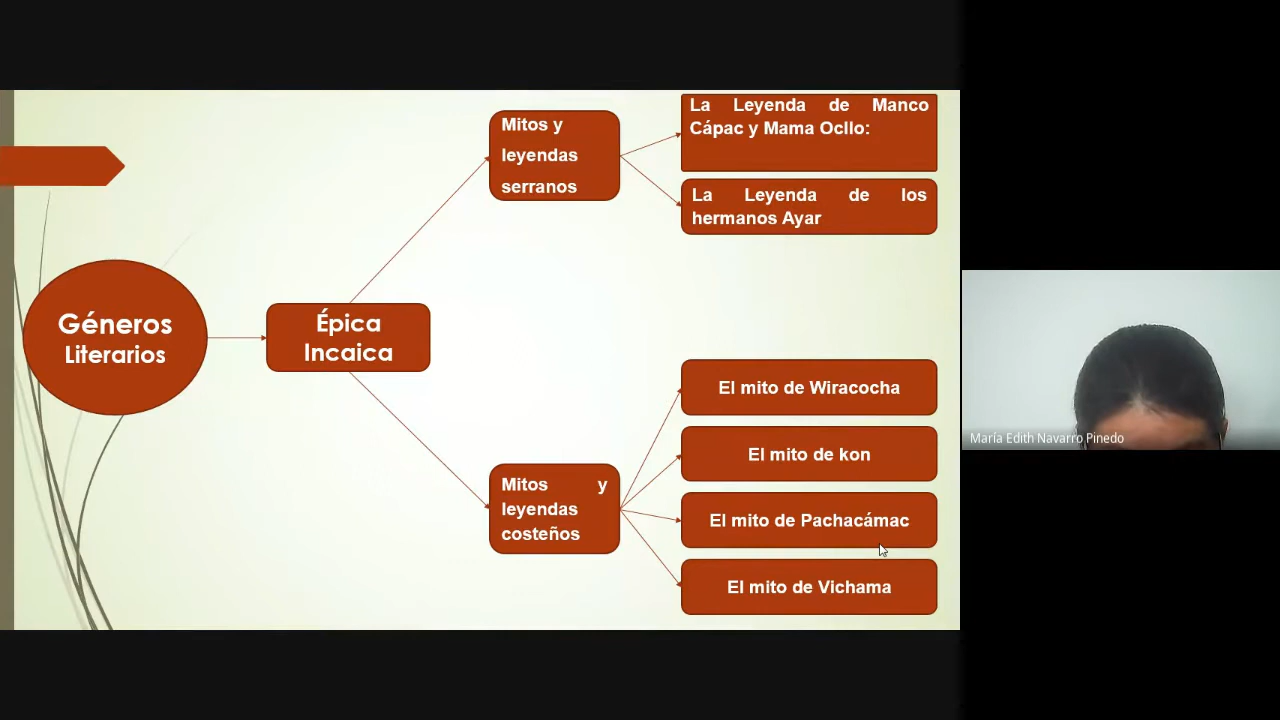 Géneros
Literarios
Épica
Incaica
Mitos y
leyendas
serranos
La Leyenda de Manco
Cápac y Mama Ocllo:
La Leyenda de los
hermanos Ayar
Mitos y
leyendas
costeños
El mito de Wiracocha
El mito de kon
El mito de Pachacámac
El mito de Vichama
María Edith Navarro Pinedo